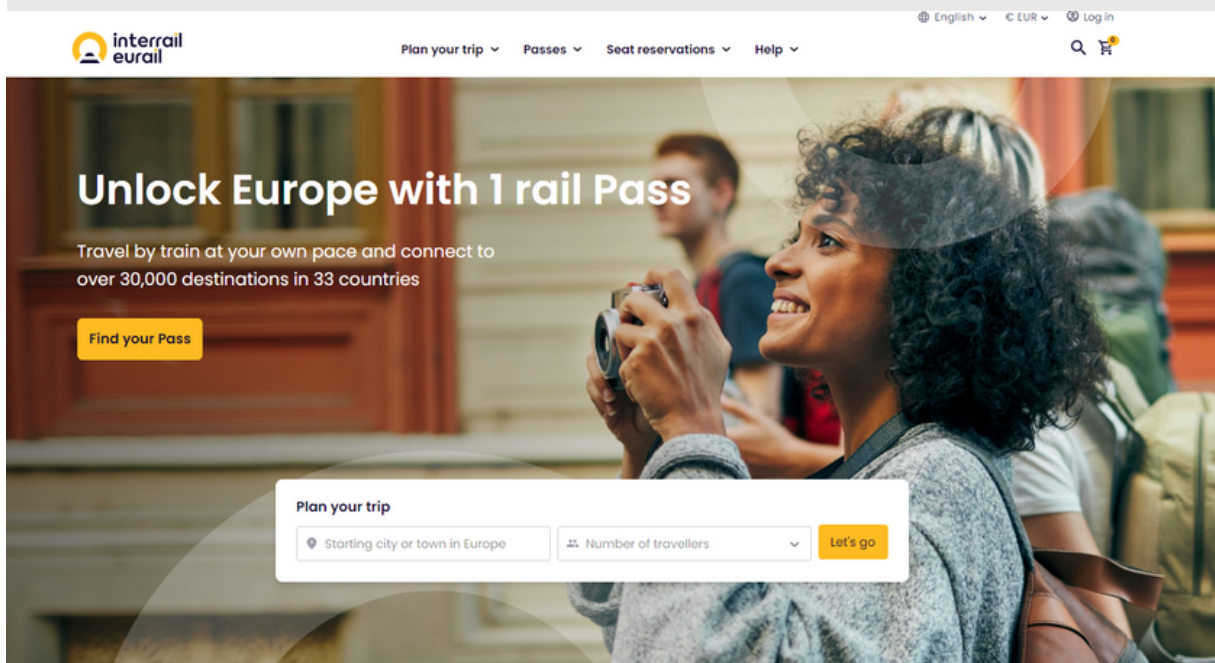 English
€ EUR
Log in
interrail
eurail
Plan your trip
Passes
Seat reservations
Help
0
Unlock Europe with 1 rail Pass
Travel by train at your own pace and connect to
over 30,000 destinations in 33 countries
Find your Pass
Plan your trip
Starting city or town in Europe
Number of travellers
Let's go